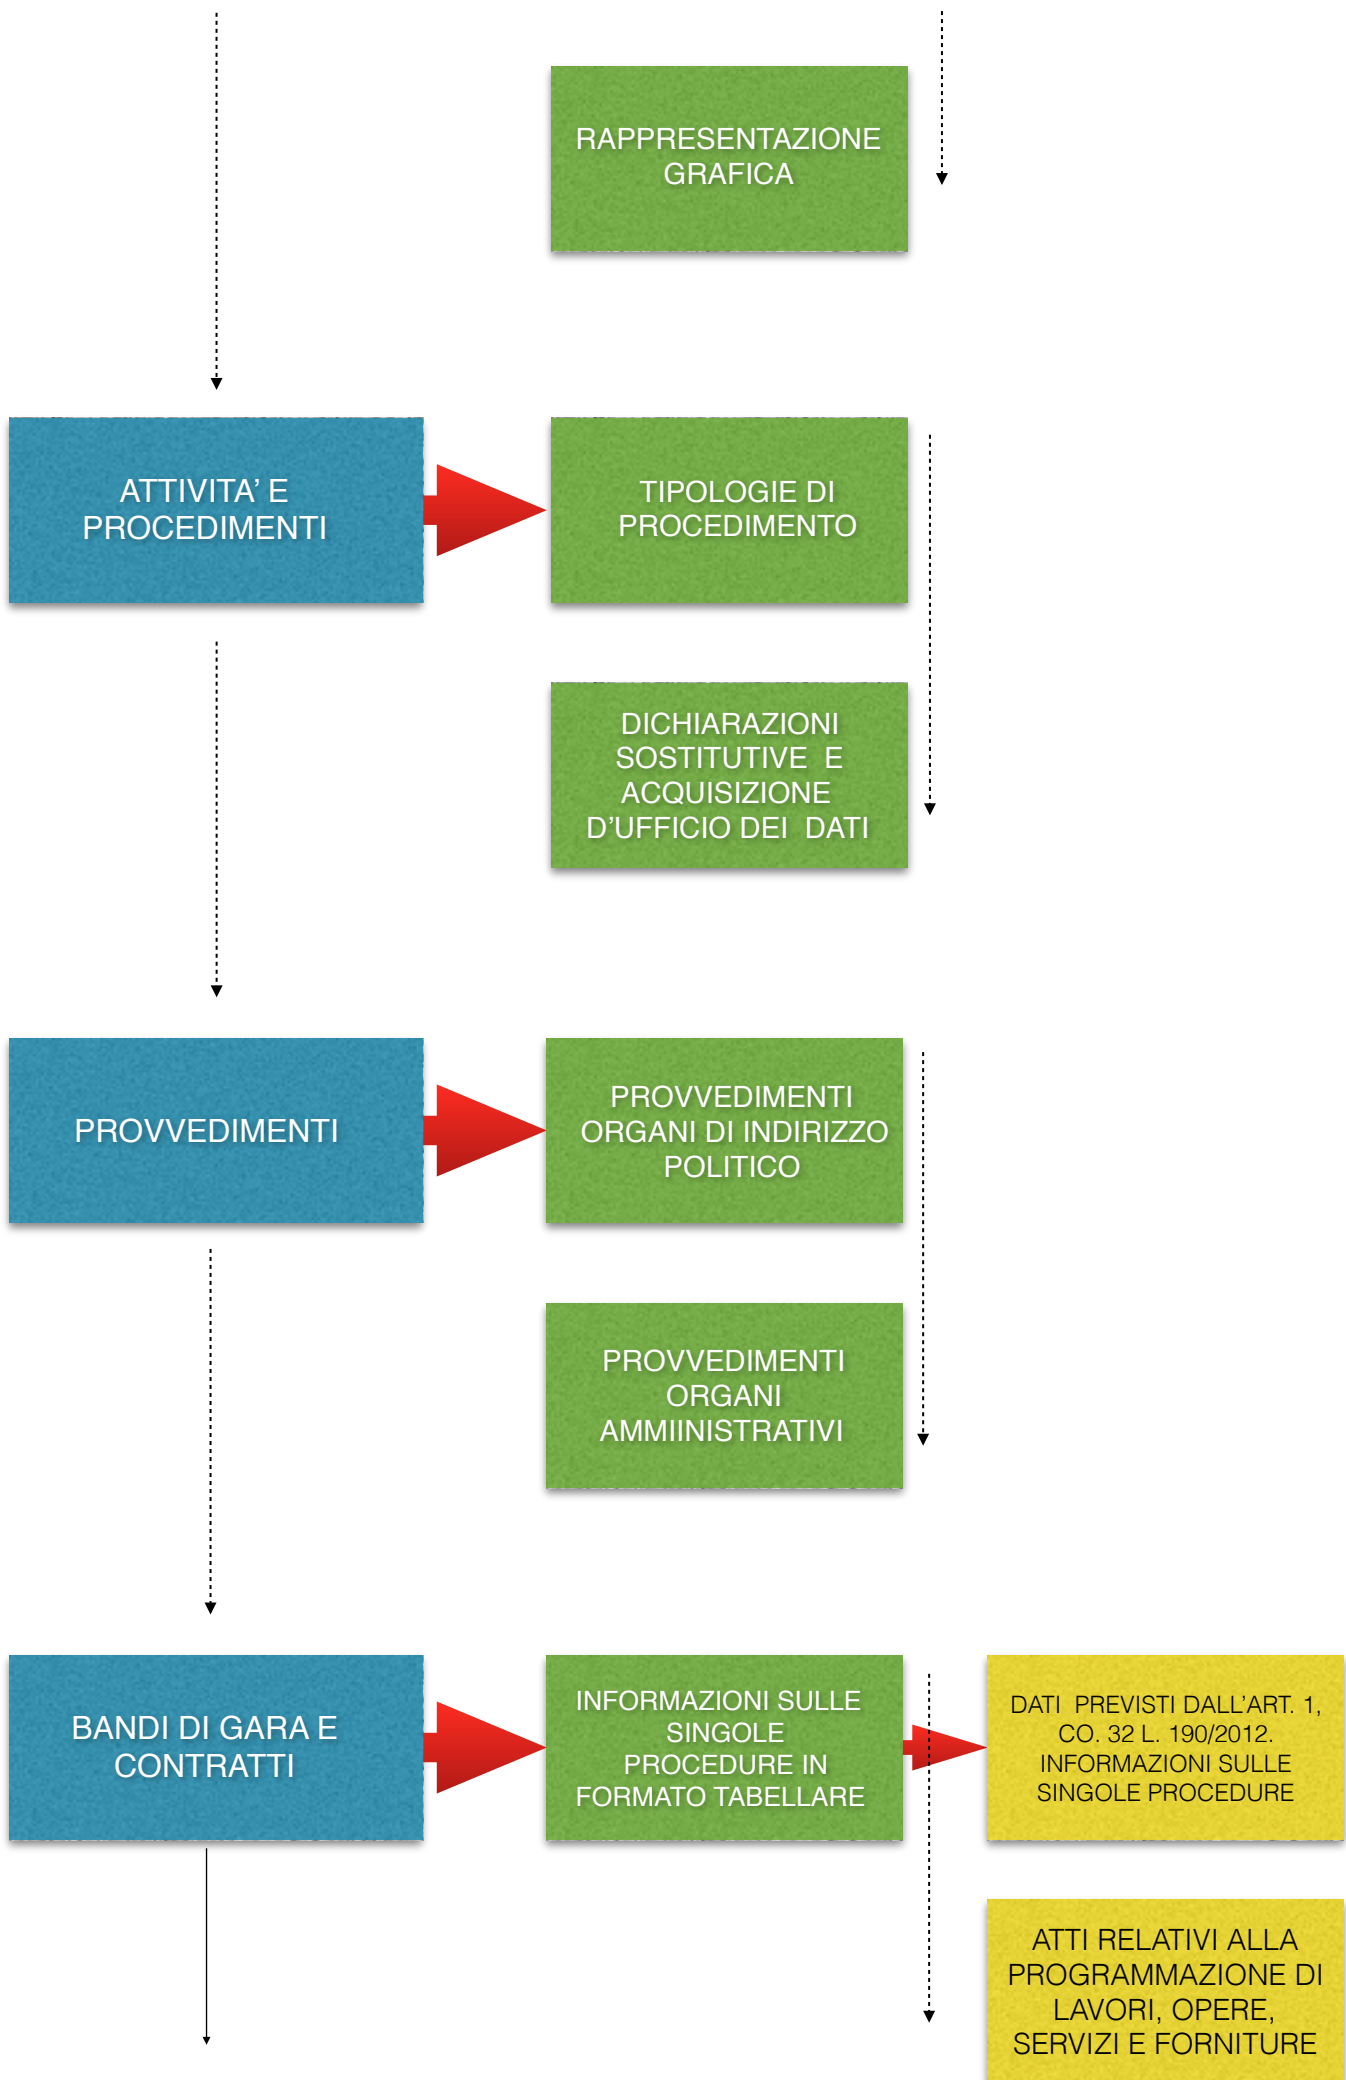 RAPPRESENTAZIONE
GRAFICA
ATTIVITA’ E
PROCEDIMENTI
TIPOLOGIE DI
PROCEDIMENTO
DICHIARAZIONI
SOSTITUTIVE E
ACQUISIZIONE
D’UFFICIO DEI DATI
PROVVEDIMENTI
PROVVEDIMENTI
ORGANI DI INDIRIZZO
POLITICO
PROVVEDIMENTI
ORGANI
AMMIINISTRATIVI
BANDI DI GARA E
CONTRATTI
INFORMAZIONI SULLE
SINGOLE
PROCEDURE IN
FORMATO TABELLARE
DATI PREVISTI DALL’ART. 1,
CO. 32 L. 190/2012.
INFORMAZIONI SULLE
SINGOLE PROCEDURE
ATTI RELATIVI ALLA
PROGRAMMAZIONE DI
LAVORI, OPERE,
SERVIZI E FORNITURE